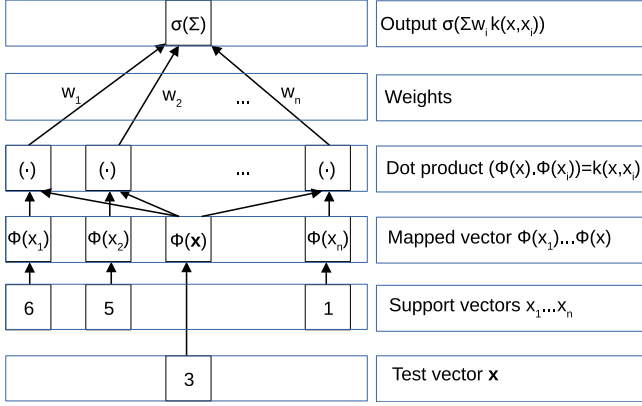 σ(Σ) Output σ(Σw_i k(x,x_i))
w_1 w_2 ... w_n Weights
(·) (·) ... (·) Dot product (Φ(x).Φ(x_i))=k(x,x_i)
Φ(x_1) Φ(x_2) Φ(x) Φ(x_n) Mapped vector Φ(x_1)...Φ(x)
6 5 1 Support vectors x_1...x_n
3 Test vector x